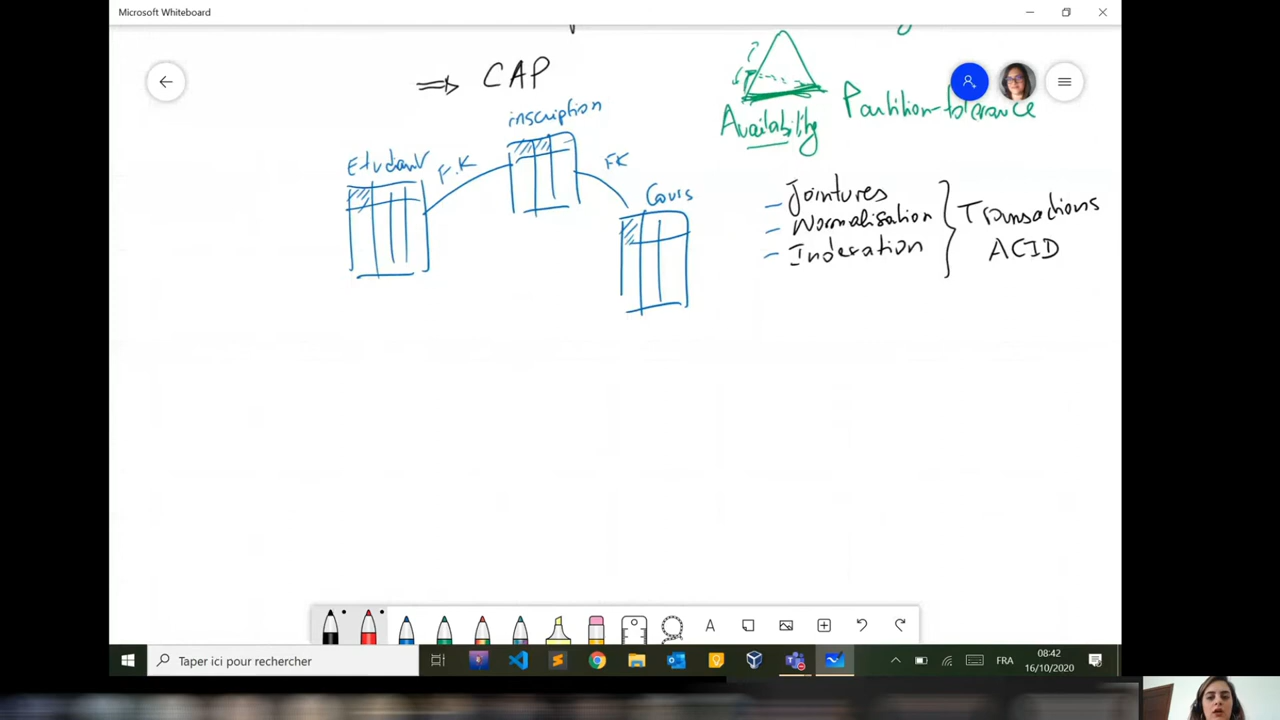 Microsoft Whiteboard
⇒ CAP
Availability
Partition-tolerance
inscription
Etudiant
F.K
FK
Cours
- Jointures
- Normalisation
- Indexation
Transactions
ACID
A
Taper ici pour rechercher
FRA
08:42
16/10/2020